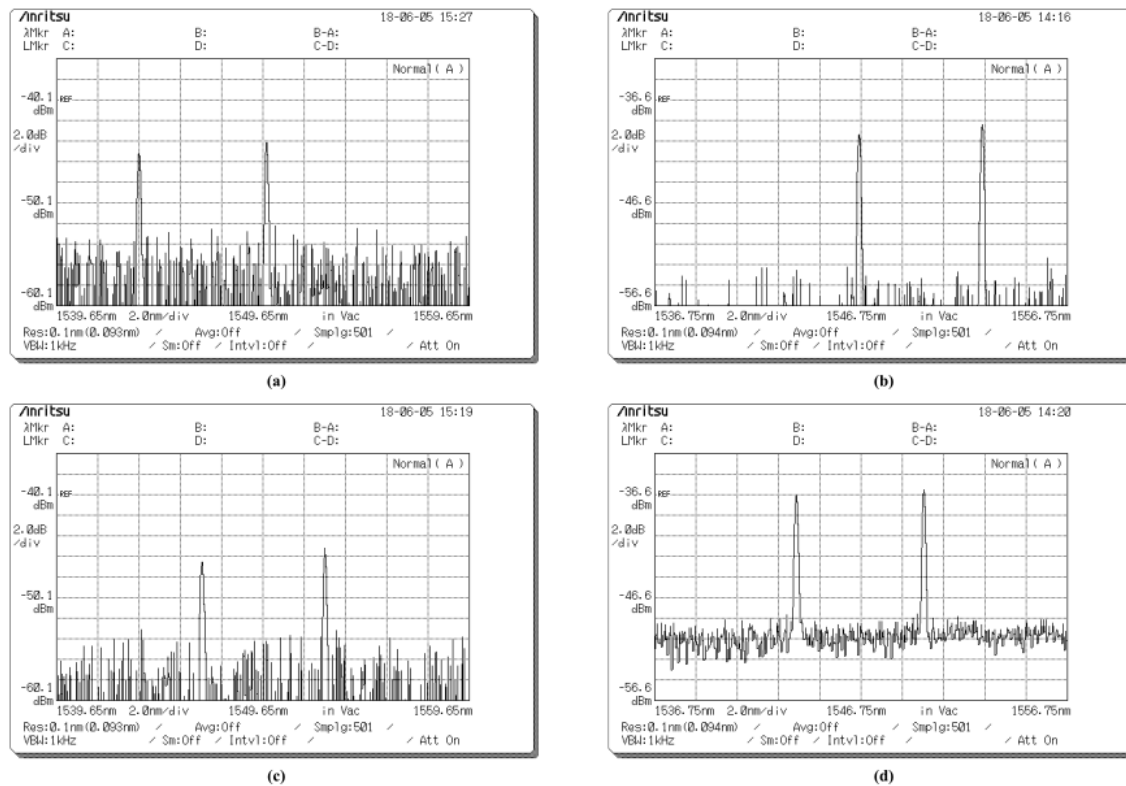 Anritsu 18-06-05 15:27
λMkr A: B: B-A:
LMkr C: D: C-D:
Normal(A)
-40.1 REF
dBm
2.0dB
/div
-50.1
dBm
-60.1
dBm
1539.65nm 2.0nm/div 1549.65nm in Vac 1559.65nm
Res:0.1nm(0.093nm) / Avg:Off / Smplg:501 /
VBW:1kHz / Sm:Off / Intvl:Off / / Att On
(a)
Anritsu 18-06-05 14:16
λMkr A: B: B-A:
LMkr C: D: C-D:
Normal(A)
-36.6 REF
dBm
2.0dB
/div
-46.6
dBm
-56.6
dBm
1536.75nm 2.0nm/div 1546.75nm in Vac 1556.75nm
Res:0.1nm(0.094nm) / Avg:Off / Smplg:501 /
VBW:1kHz / Sm:Off / Intvl:Off / / Att On
(b)
Anritsu 18-06-05 15:19
λMkr A: B: B-A:
LMkr C: D: C-D:
Normal(A)
-40.1 REF
dBm
2.0dB
/div
-50.1
dBm
-60.1
dBm
1539.65nm 2.0nm/div 1549.65nm in Vac 1559.65nm
Res:0.1nm(0.093nm) / Avg:Off / Smplg:501 /
VBW:1kHz / Sm:Off / Intvl:Off / / Att On
(c)
Anritsu 18-06-05 14:20
λMkr A: B: B-A:
LMkr C: D: C-D:
Normal(A)
-36.6 REF
dBm
2.0dB
/div
-46.6
dBm
-56.6
dBm
1536.75nm 2.0nm/div 1546.75nm in Vac 1556.75nm
Res:0.1nm(0.094nm) / Avg:Off / Smplg:501 /
VBW:1kHz / Sm:Off / Intvl:Off / / Att On
(d)